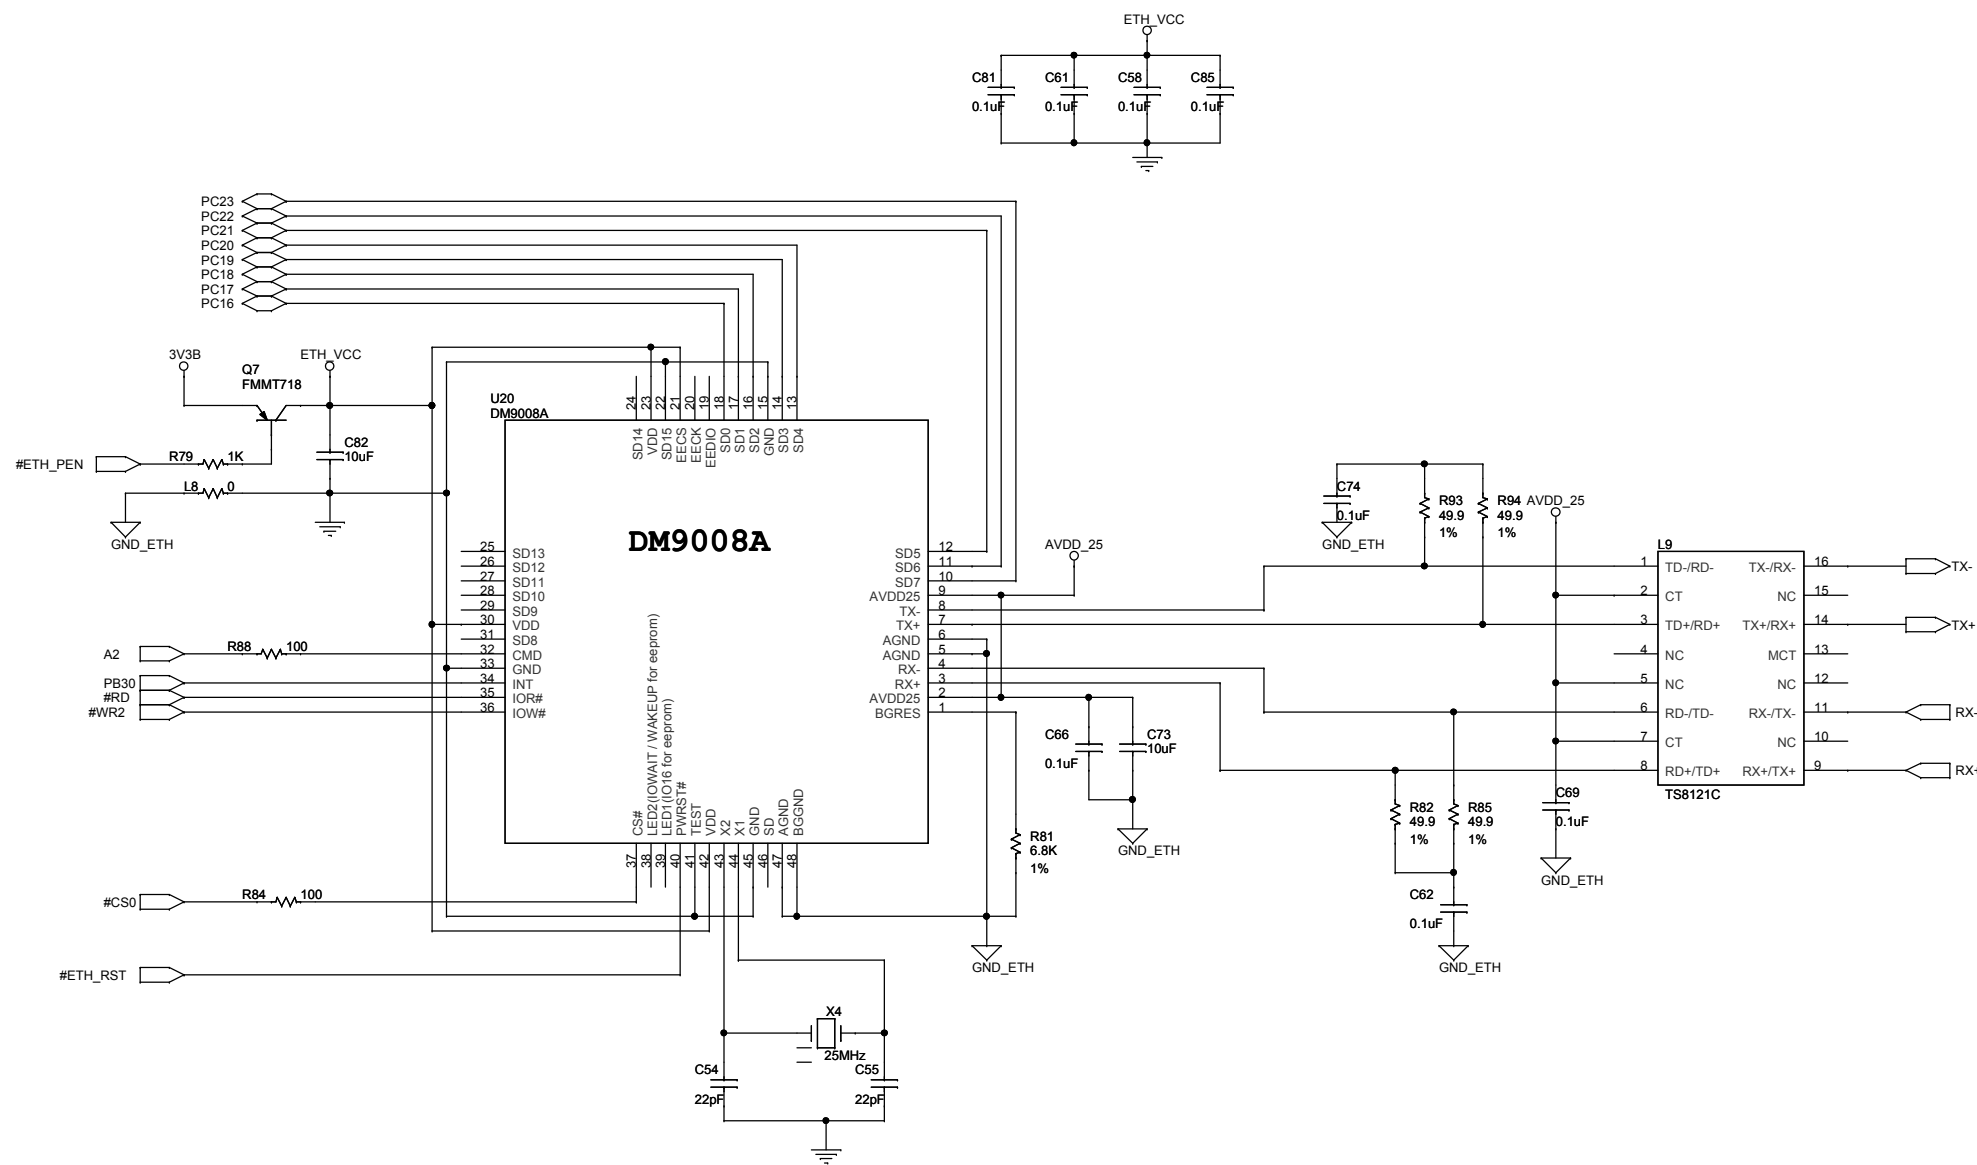 ETH_VCC
C81
C61
C58
C85
0.1uF
0.1uF
0.1uF
0.1uF
PC23
PC22
PC21
PC20
PC19
PC18
PC17
PC16
3V3B
Q7
FMMT718
ETH_VCC
C82
10uF
#ETH_PEN
R79
1K
L8
0
GND_ETH
U20
DM9008A
24
23
22
21
20
19
18
17
16
15
14
13
SD14
VDD
SD15
EECS
EECK
EEDIO
SD0
SD1
SD2
GND
SD3
SD4
DM9008A
25 SD13
26 SD12
27 SD11
28 SD10
29 SD9
30 VDD
31 SD8
32 CMD
33 GND
34 INT
35 IOR#
36 IOW#
A2
R88
100
PB30
#RD
#WR2
SD5 12
SD6 11
SD7 10
AVDD25 9
TX- 8
TX+ 7
AGND 6
AGND 5
RX- 4
RX+ 3
AVDD25 2
BGRES 1
AVDD_25
CS#
LED2(IOWAIT / WAKEUP for eeprom)
LED1(IO16 for eeprom)
PWRST#
TEST
VDD
X2
X1
GND
SD
AGND
BGGND
37
38
39
40
41
42
43
44
45
46
47
48
C66
0.1uF
C73
10uF
GND_ETH
R81
6.8K
1%
GND_ETH
#CS0
R84
100
#ETH_RST
X4
25MHz
C54
22pF
C55
22pF
C74
0.1uF
GND_ETH
R93
49.9
1%
R94
49.9
1%
AVDD_25
L9
1 TD-/RD- TX-/RX- 16
2 CT NC 15
3 TD+/RD+ TX+/RX+ 14
4 NC MCT 13
5 NC NC 12
6 RD-/TD- RX-/TX- 11
7 CT NC 10
8 RD+/TD+ RX+/TX+ 9
TS8121C
TX-
TX+
RX-
RX+
R82
49.9
1%
R85
49.9
1%
C69
0.1uF
GND_ETH
C62
0.1uF
GND_ETH